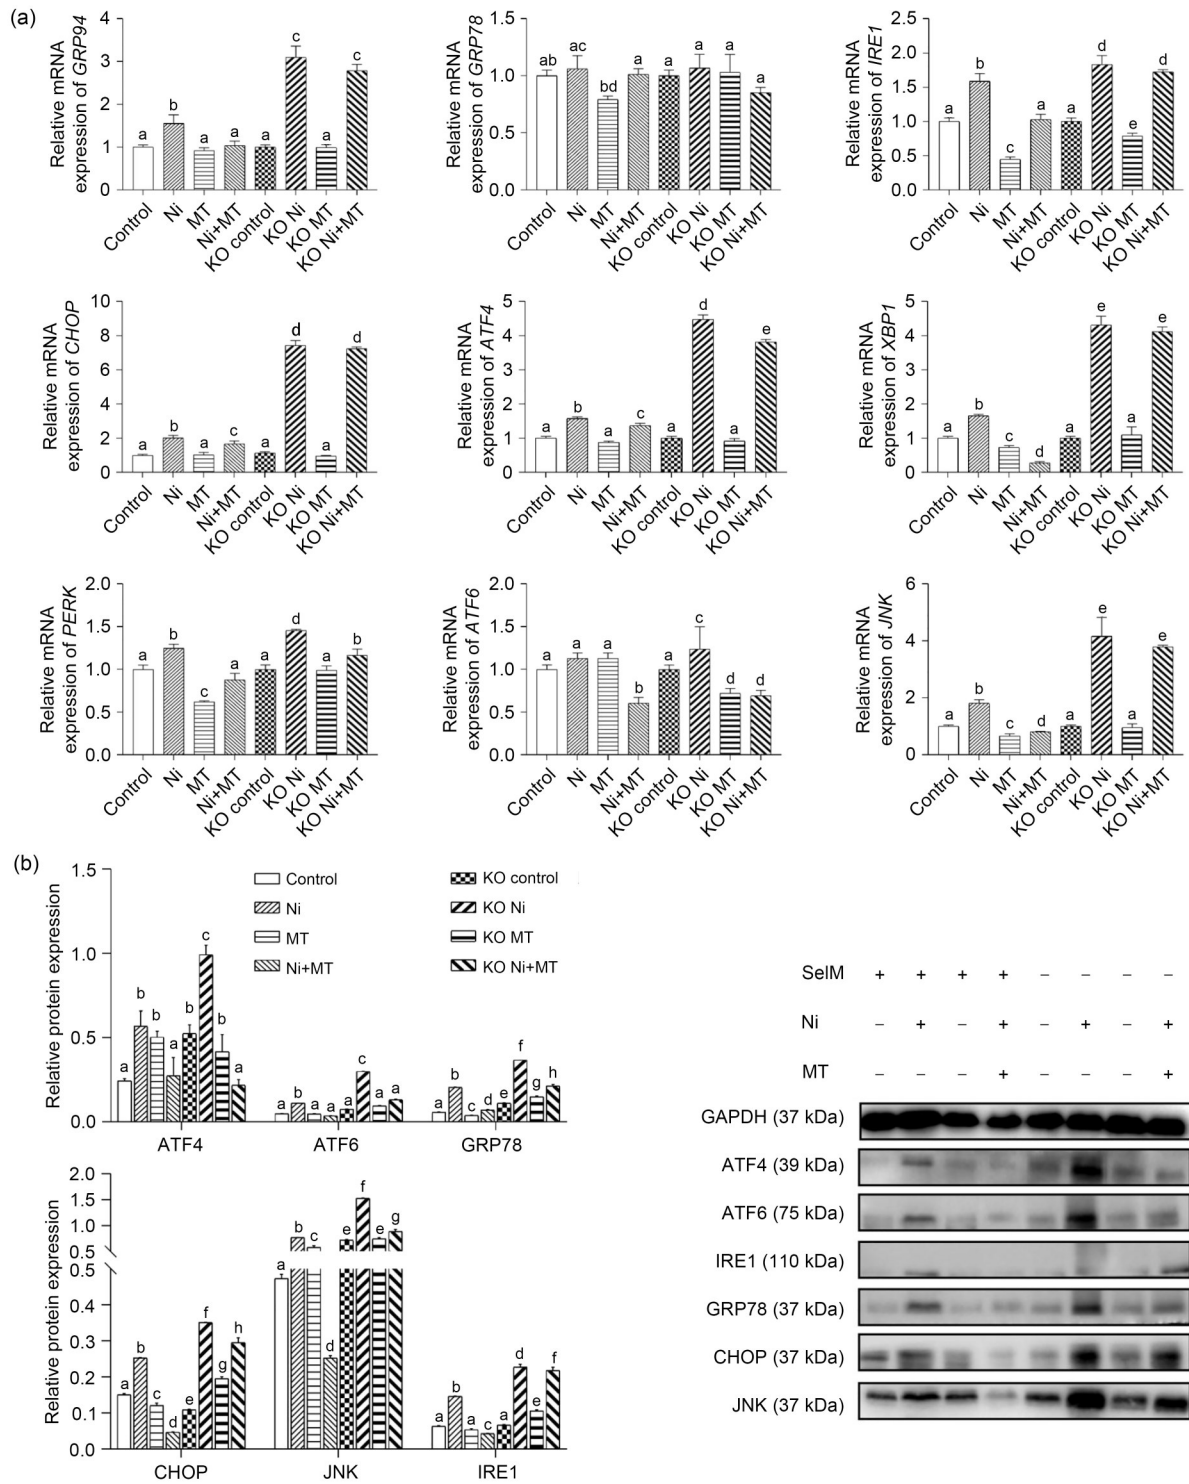 (a)
Relative mRNA
expression of GRP94
4
3
2
1
0
a
b
a
a
a
c
a
c
Control
Ni
MT
Ni+MT
KO control
KO Ni
KO MT
KO Ni+MT
Relative mRNA
expression of GRP78
1.5
1.0
0.5
0.0
ab
ac
bd
a
a
a
a
a
Control
Ni
MT
Ni+MT
KO control
KO Ni
KO MT
KO Ni+MT
Relative mRNA
expression of IRE1
2.5
2.0
1.5
1.0
0.5
0.0
a
b
c
a
a
d
e
d
Control
Ni
MT
Ni+MT
KO control
KO Ni
KO MT
KO Ni+MT
Relative mRNA
expression of CHOP
10
8
6
4
2
0
a
b
a
c
a
d
a
d
Control
Ni
MT
Ni+MT
KO control
KO Ni
KO MT
KO Ni+MT
Relative mRNA
expression of ATF4
5
4
3
2
1
0
a
b
a
c
a
d
a
e
Control
Ni
MT
Ni+MT
KO control
KO Ni
KO MT
KO Ni+MT
Relative mRNA
expression of XBP1
5
4
3
2
1
0
a
b
c
d
a
e
a
e
Control
Ni
MT
Ni+MT
KO control
KO Ni
KO MT
KO Ni+MT
Relative mRNA
expression of PERK
2.0
1.5
1.0
0.5
0.0
a
b
c
a
a
d
a
b
Control
Ni
MT
Ni+MT
KO control
KO Ni
KO MT
KO Ni+MT
Relative mRNA
expression of ATF6
2.0
1.5
1.0
0.5
0.0
a
a
a
b
a
c
d
d
Control
Ni
MT
Ni+MT
KO control
KO Ni
KO MT
KO Ni+MT
Relative mRNA
expression of JNK
6
4
2
0
a
b
c
d
a
e
a
e
Control
Ni
MT
Ni+MT
KO control
KO Ni
KO MT
KO Ni+MT
(b)
Relative protein expression
1.5
1.0
0.5
0.0
Control
Ni
MT
Ni+MT
KO control
KO Ni
KO MT
KO Ni+MT
a b b a b c b a
a b a a a c a a
a b a d a f g h
ATF4 ATF6 GRP78
Relative protein expression
2.0
1.5
1.0
0.5
0.5
0.4
0.3
0.2
0.1
0.0
a b c d e f g h
a b c d e f e g
a b a c a d e f
CHOP JNK IRE1
SelM + + + + – – – –
Ni – + – + – + – +
MT – – – + – – – +
GAPDH (37 kDa)
ATF4 (39 kDa)
ATF6 (75 kDa)
IRE1 (110 kDa)
GRP78 (37 kDa)
CHOP (37 kDa)
JNK (37 kDa)